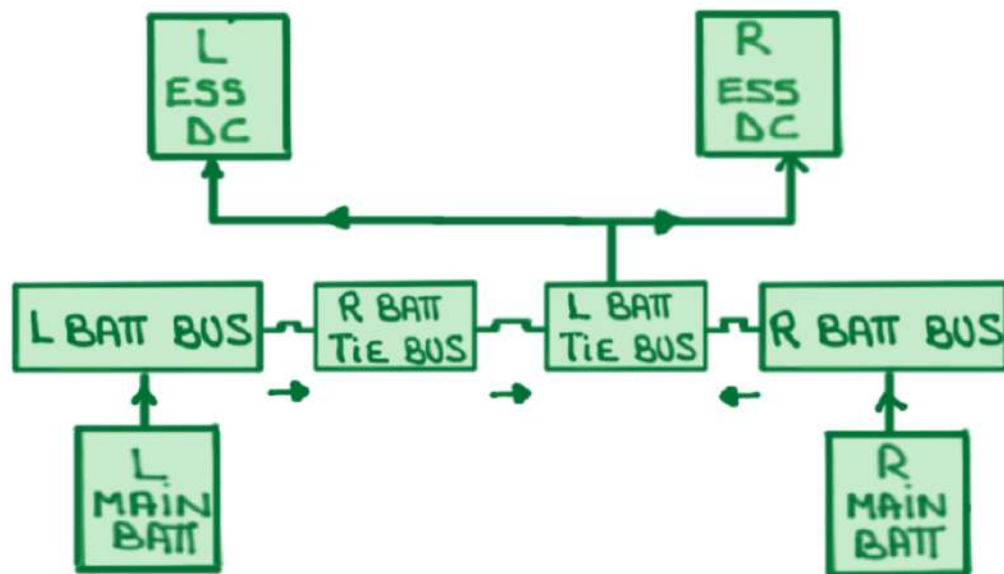 L
ESS
DC
R
ESS
DC
L BATT BUS
R BATT
TiE BUS
L BATT
TiE BUS
R BATT BUS
L
MAiN
BATT
R
MAiN
BATT